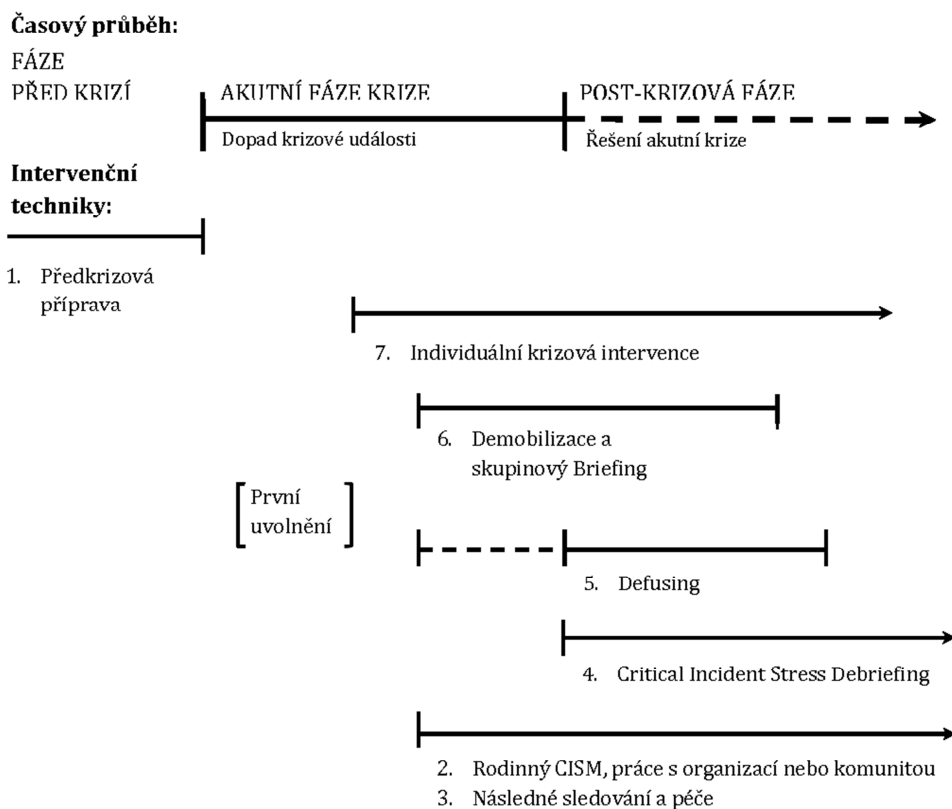 Časový průběh:
FÁZE
PŘED KRIZÍ
AKUTNÍ FÁZE KRIZE
POST-KRIZOVÁ FÁZE
Dopad krizové události
Řešení akutní krize
Intervenční
techniky:
1. Předkrizová
příprava
7. Individuální krizová intervence
6. Demobilizace a
skupinový Briefing
První
uvolnění
5. Defusing
4. Critical Incident Stress Debriefing
2. Rodinný CISM, práce s organizací nebo komunitou
3. Následné sledování a péče